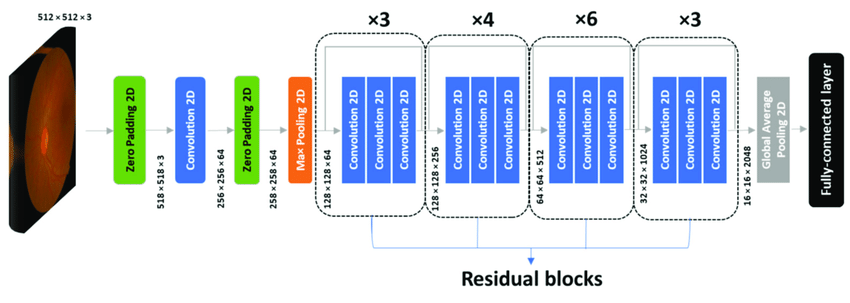 512×512×3
×3
×4
×6
×3
Zero Padding 2D
518×518×3
Convolution 2D
256×256×64
Zero Padding 2D
258×258×64
Max Pooling 2D
128×128×64
Convolution 2D
Convolution 2D
Convolution 2D
128×128×256
Convolution 2D
Convolution 2D
Convolution 2D
64×64×512
Convolution 2D
Convolution 2D
Convolution 2D
32×32×1024
Convolution 2D
Convolution 2D
Convolution 2D
16×16×2048
Global Average
Pooling 2D
Fully-connected layer
Residual blocks